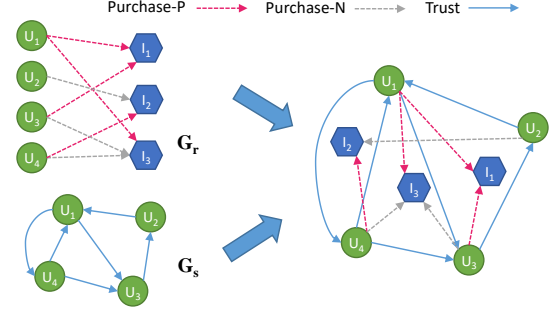 Purchase-P Purchase-N Trust
U1 I1
U2 I2
U3
U4 I3
Gr
U1 U2
U4 U3
Gs
U1
U2
I2
I1
I3
U4
U3